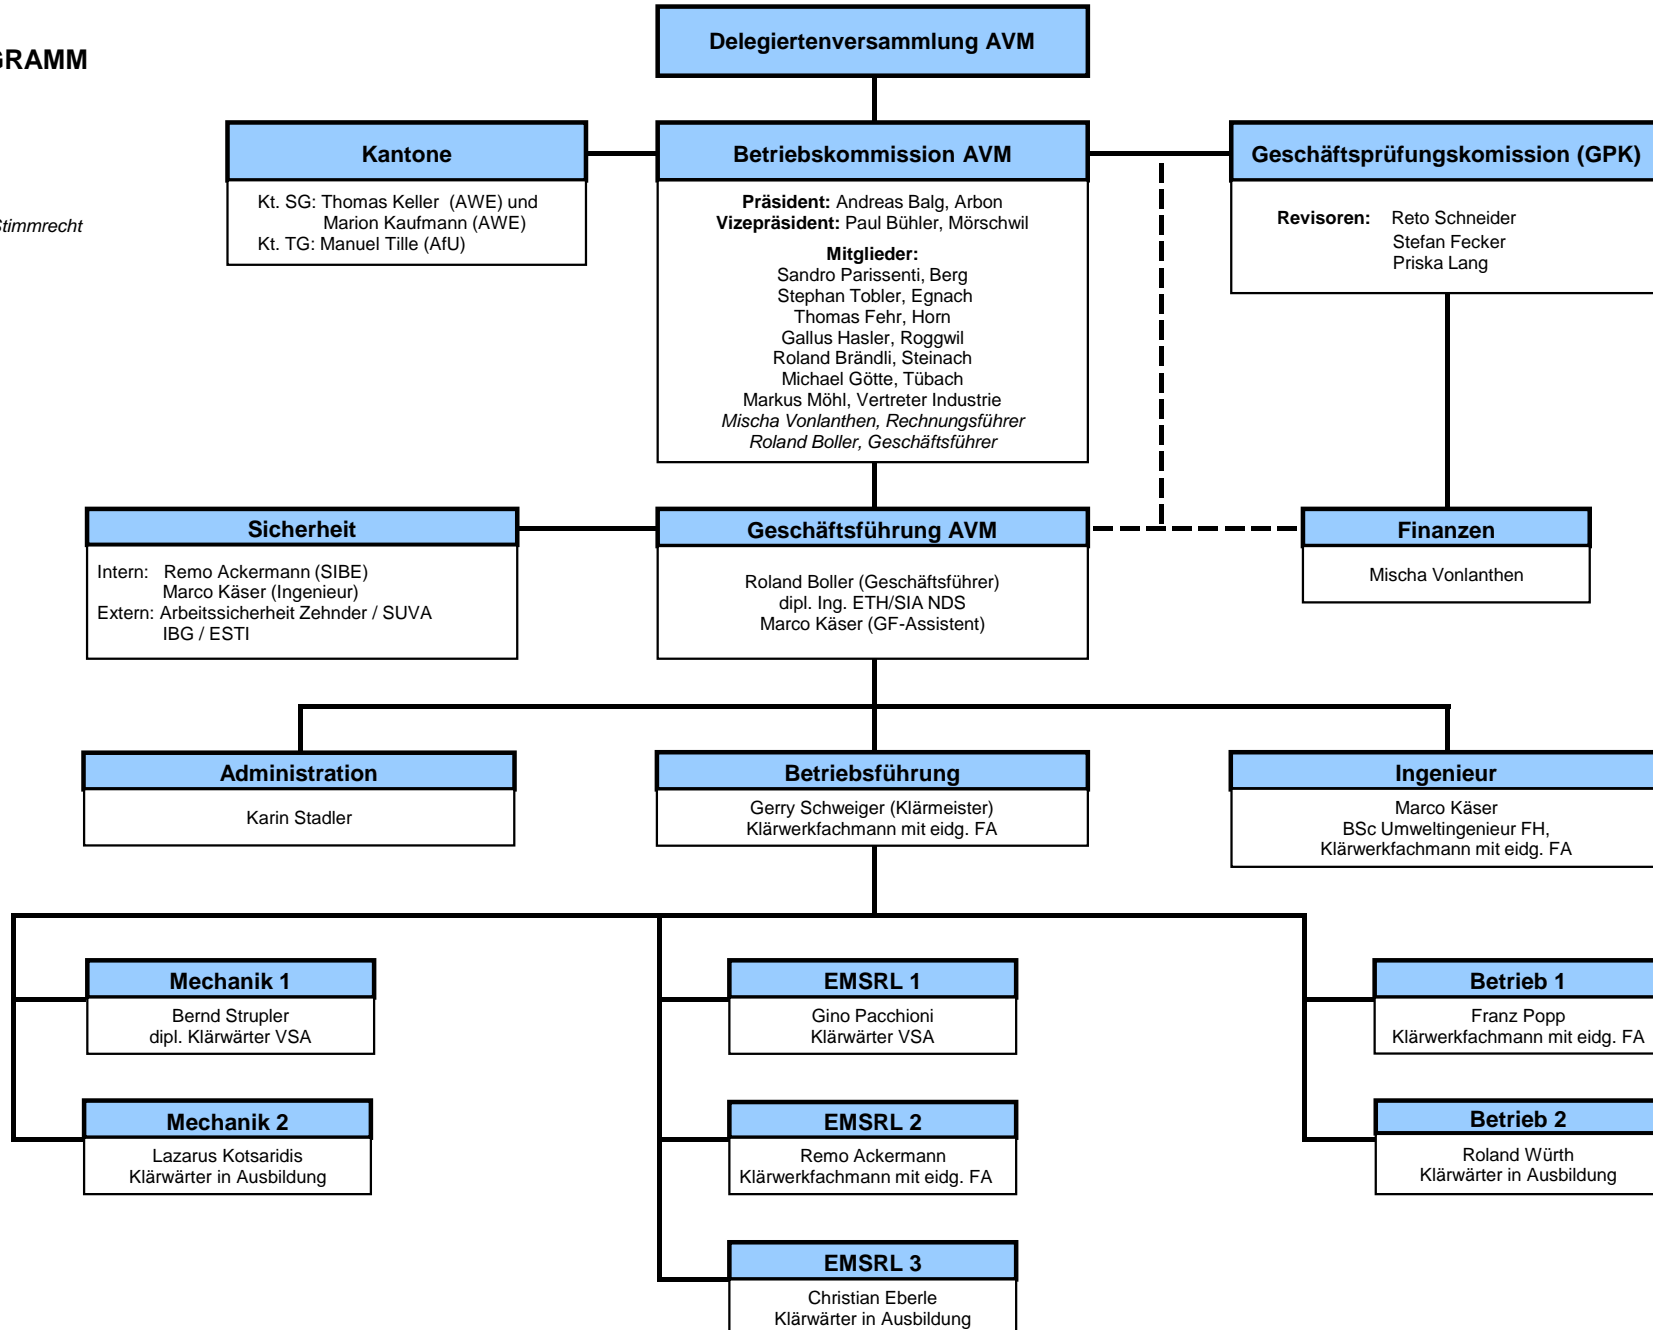 Delegiertenversammlung AVM
GRAMM
Kantone
Kt. SG: Thomas Keller (AWE) und
Marion Kaufmann (AWE)
Kt. TG: Manuel Tille (AfU)
Stimmrecht
Betriebskommission AVM
Präsident: Andreas Balg, Arbon
Vizepräsident: Paul Bühler, Mörschwil
Mitglieder:
Sandro Parissenti, Berg
Stephan Tobler, Egnach
Thomas Fehr, Horn
Gallus Hasler, Roggwil
Roland Brändli, Steinach
Michael Götte, Tübach
Markus Möhl, Vertreter Industrie
Mischa Vonlanthen, Rechnungsführer
Roland Boller, Geschäftsführer
Geschäftsprüfungskomission (GPK)
Revisoren: Reto Schneider
Stefan Fecker
Priska Lang
Sicherheit
Intern: Remo Ackermann (SIBE)
Marco Käser (Ingenieur)
Extern: Arbeitssicherheit Zehnder / SUVA
IBG / ESTI
Geschäftsführung AVM
Roland Boller (Geschäftsführer)
dipl. Ing. ETH/SIA NDS
Marco Käser (GF-Assistent)
Finanzen
Mischa Vonlanthen
Administration
Karin Stadler
Betriebsführung
Gerry Schweiger (Klärmeister)
Klärwerkfachmann mit eidg. FA
Ingenieur
Marco Käser
BSc Umweltingenieur FH,
Klärwerkfachmann mit eidg. FA
Mechanik 1
Bernd Strupler
dipl. Klärwärter VSA
EMSRL 1
Gino Pacchioni
Klärwärter VSA
Betrieb 1
Franz Popp
Klärwerkfachmann mit eidg. FA
Mechanik 2
Lazarus Kotsaridis
Klärwärter in Ausbildung
EMSRL 2
Remo Ackermann
Klärwerkfachmann mit eidg. FA
Betrieb 2
Roland Würth
Klärwärter in Ausbildung
EMSRL 3
Christian Eberle
Klärwärter in Ausbildung